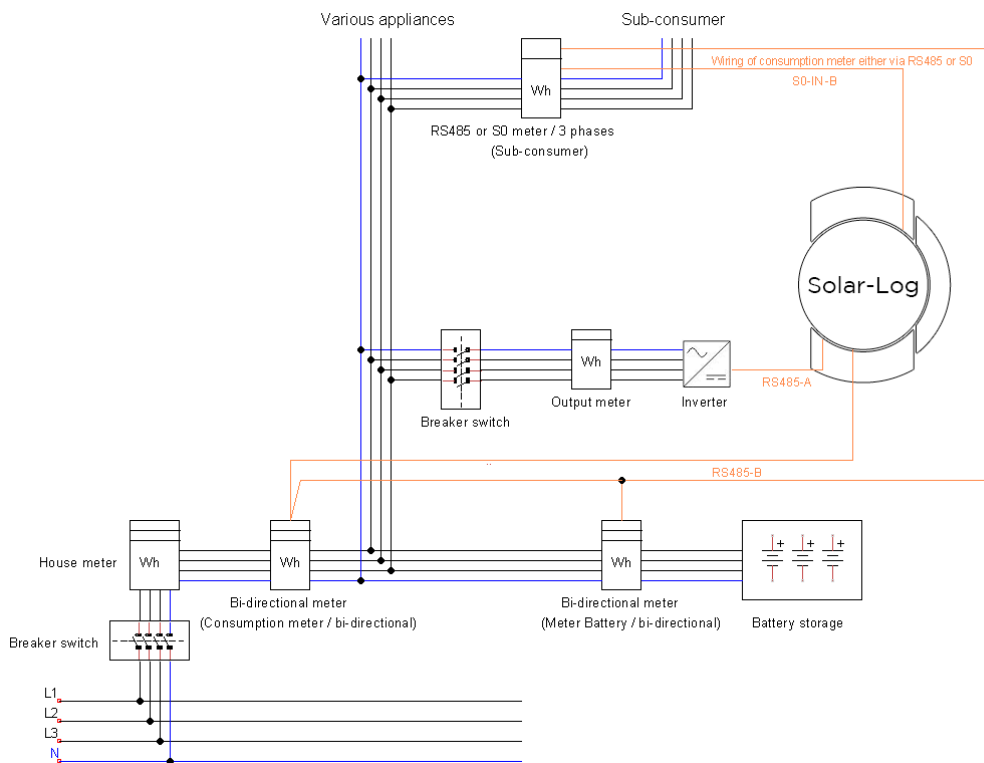 Various appliances
Sub-consumer
Wiring of consumption meter either via RS485 or S0
S0-IN-B
Wh
RS485 or S0 meter / 3 phases
(Sub-consumer)
Solar-Log
Wh
RS485-A
Output meter
Inverter
Breaker switch
..
RS485-B
House meter
Wh
Wh
Wh
+ + +
Bi-directional meter
(Consumption meter / bi-directional)
Bi-directional meter
(Meter Battery / bi-directional)
Battery storage
Breaker switch
L1
L2
L3
N